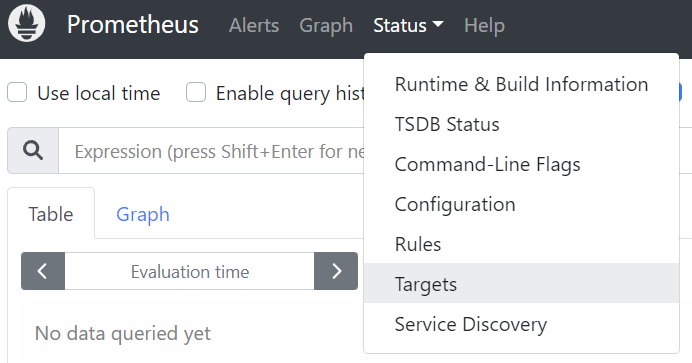 Prometheus Alerts Graph Status Help
Use local time Enable query hist
Expression (press Shift+Enter for ne
Table Graph
Evaluation time
No data queried yet
Runtime & Build Information
TSDB Status
Command-Line Flags
Configuration
Rules
Targets
Service Discovery